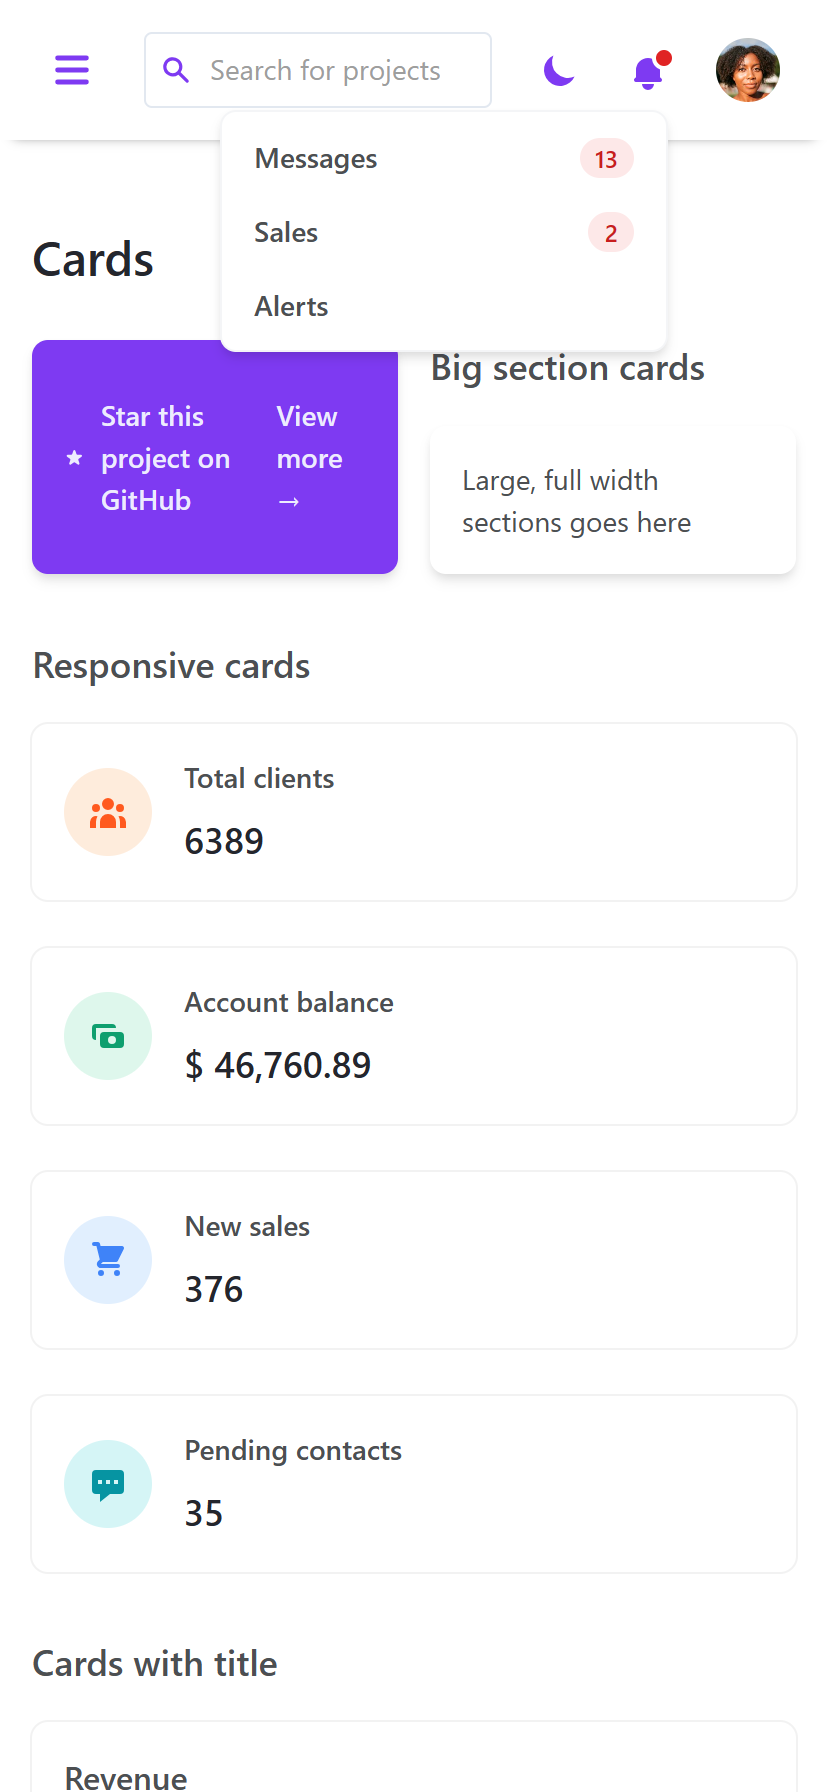 Search for projects
Messages 13
Sales 2
Alerts
Cards
Star this
project on
GitHub
View
more
→
Big section cards
Large, full width
sections goes here
Responsive cards
Total clients
6389
Account balance
$ 46,760.89
New sales
376
Pending contacts
35
Cards with title
Revenue